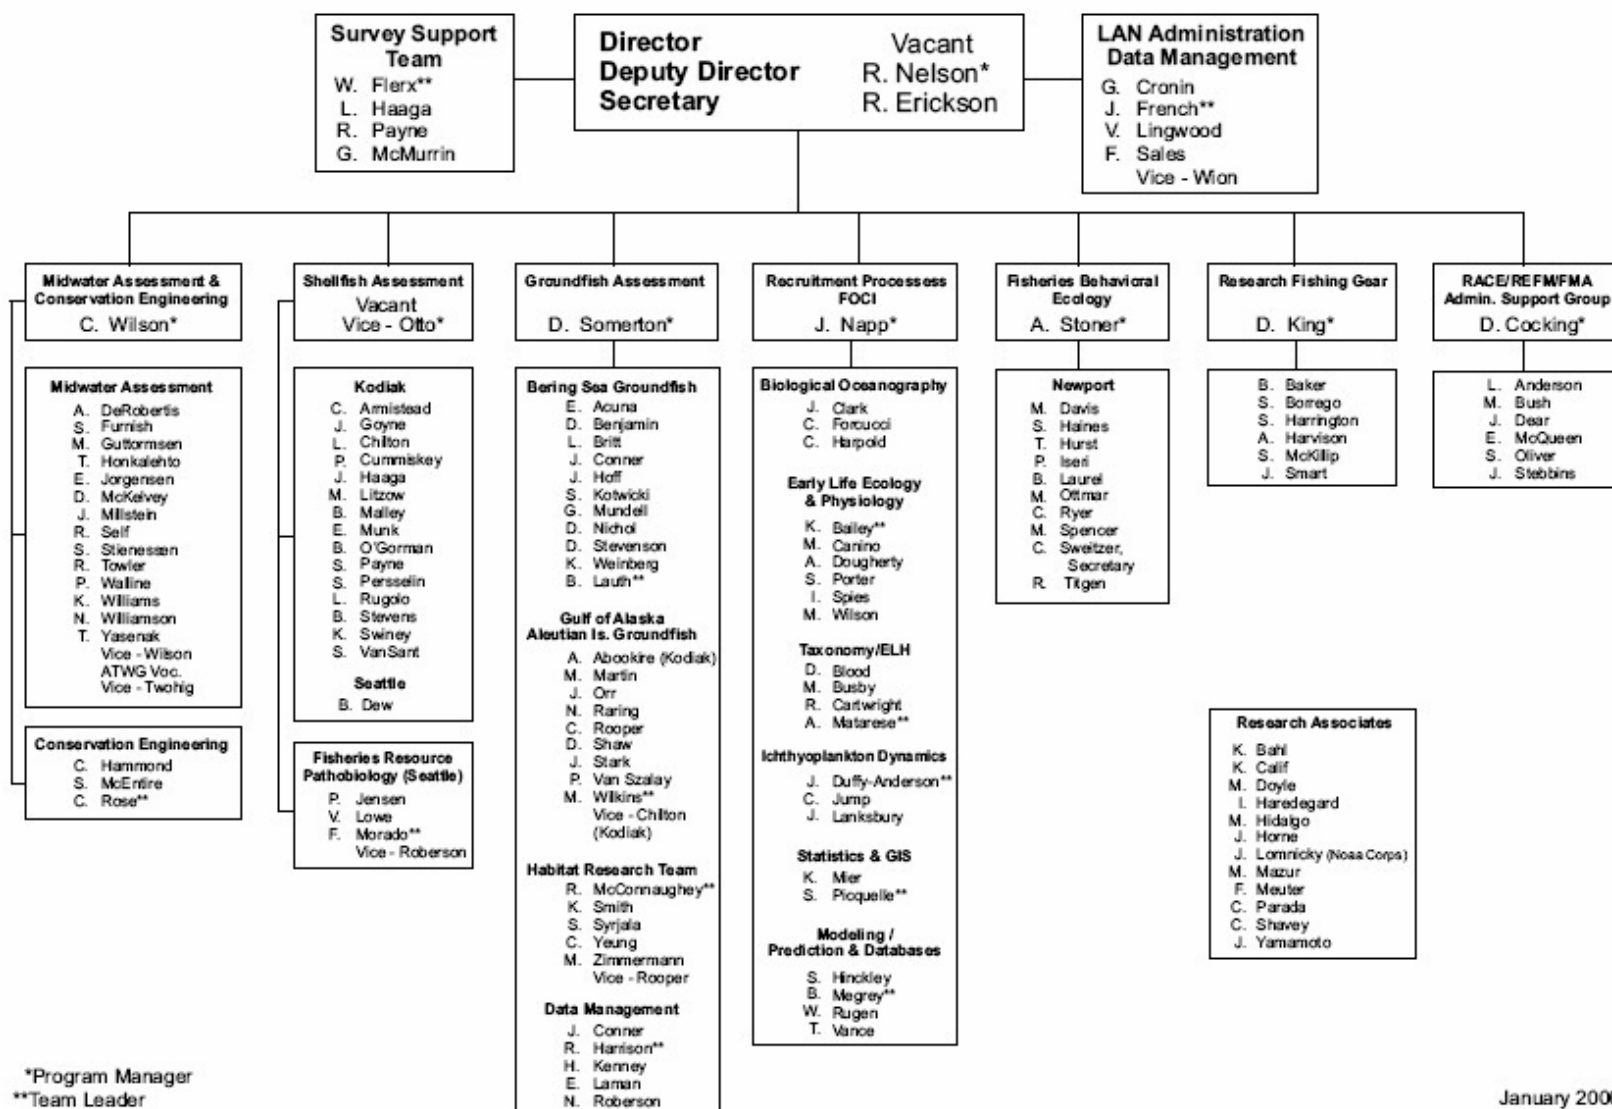 Survey Support
Team
W. Flerx**
L. Haaga
R. Payne
G. McMurrin
Director Vacant
Deputy Director R. Nelson*
Secretary R. Erickson
LAN Administration
Data Management
G. Cronin
J. French**
V. Lingwood
F. Sales
Vice - Wion
Midwater Assessment &
Conservation Engineering
C. Wilson*
Midwater Assessment
A. DeRobertis
S. Furnish
M. Guttormsen
T. Honkalehto
E. Jorgensen
D. McKelvey
J. Millstein
R. Self
S. Stienessen
R. Towler
P. Walline
K. Williams
N. Williamson
T. Yasenak
Vice - Wilson
ATWG Voc.
Vice - Twohig
Conservation Engineering
C. Hammond
S. McEntire
C. Rose**
Shellfish Assessment
Vacant
Vice - Otto*
Kodiak
C. Armistead
J. Goyne
L. Chilton
P. Cummiskey
J. Haaga
M. Litzow
B. Malley
E. Munk
B. O'Gorman
S. Payne
S. Persselin
L. Rugolo
B. Stevens
K. Swiney
S. VanSant
Seattle
B. Dew
Fisheries Resource
Pathobiology (Seattle)
P. Jensen
V. Lowe
F. Morado**
Vice - Roberson
Groundfish Assessment
D. Somerton*
Bering Sea Groundfish
E. Acuna
D. Benjamin
L. Britt
J. Conner
J. Hoff
S. Kotwicki
G. Mundell
D. Nichol
D. Stevenson
K. Weinberg
B. Lauth**
Gulf of Alaska
Aleutian Is. Groundfish
A. Abookire (Kodiak)
M. Martin
J. Orr
N. Raring
C. Rooper
D. Shaw
J. Stark
P. Van Szalay
M. Wilkins**
Vice - Chilton
(Kodiak)
Habitat Research Team
R. McConnaughey**
K. Smith
S. Syrjala
C. Yeung
M. Zimmermann
Vice - Rooper
Data Management
J. Conner
R. Harrison**
H. Kenney
E. Laman
N. Roberson
Recruitment Processess
FOCI
J. Napp*
Biological Oceanography
J. Clark
C. Forcucci
C. Harpold
Early Life Ecology
& Physiology
K. Bailey**
M. Canino
A. Dougherty
S. Porter
I. Spies
M. Wilson
Taxonomy/ELH
D. Blood
M. Busby
R. Cartwright
A. Matarese**
Ichthyoplankton Dynamics
J. Duffy-Anderson**
C. Jump
J. Lanksbury
Statistics & GIS
K. Mier
S. Picquelle**
Modeling /
Prediction & Databases
S. Hinckley
B. Megrey**
W. Rugen
T. Vance
Fisheries Behavioral
Ecology
A. Stoner*
Newport
M. Davis
S. Haines
T. Hurst
P. Iseri
B. Laurel
M. Ottmar
C. Ryer
M. Spencer
C. Sweitzer,
Secretary
R. Titgen
Research Fishing Gear
D. King*
B. Baker
S. Borrego
S. Harrington
A. Harvison
S. McKillip
J. Smart
RACE/REFM/FMA
Admin. Support Group
D. Cocking*
L. Anderson
M. Bush
J. Dear
E. McQueen
S. Oliver
J. Stebbins
Research Associates
K. Bahl
K. Calif
M. Doyle
I. Haredegard
M. Hidalgo
J. Horne
J. Lomnicky (Noaa Corps)
M. Mazur
F. Meuter
C. Parada
C. Shavey
J. Yamamoto
*Program Manager
**Team Leader
January